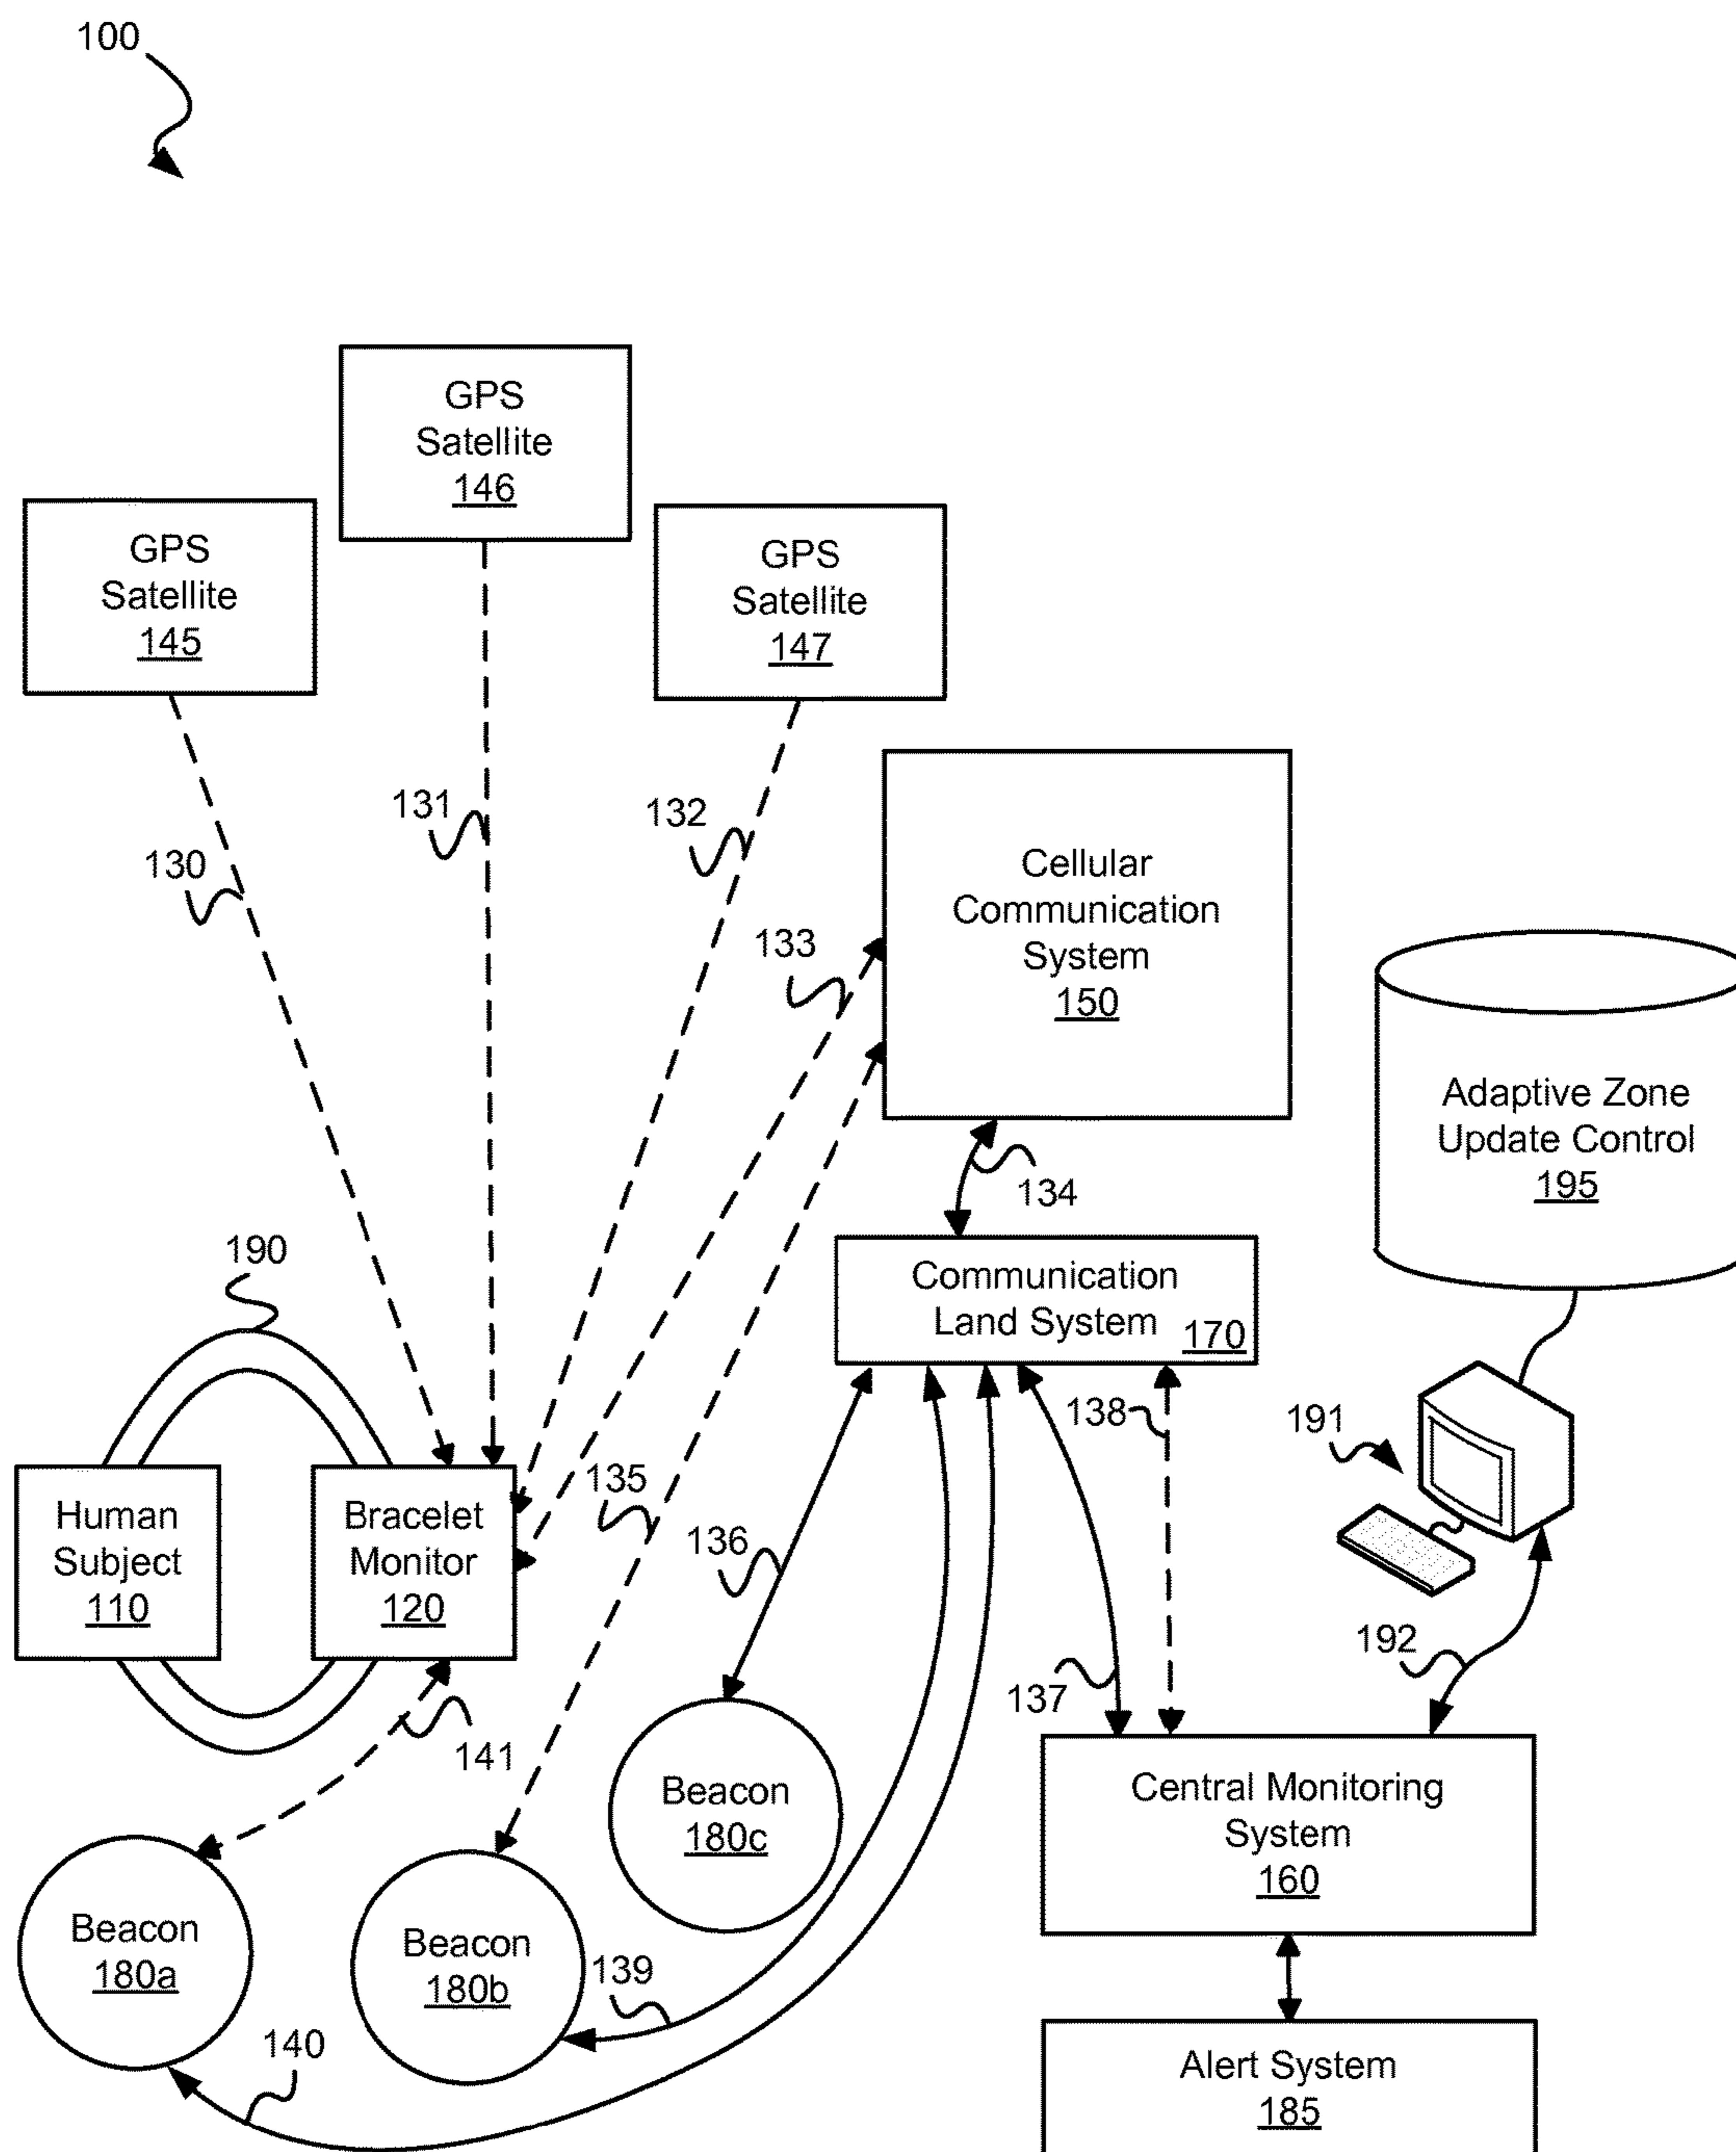 100
GPS
Satellite
146
GPS
Satellite
145
GPS
Satellite
147
131
132
130
Cellular
Communication
System
150
133
Adaptive Zone
Update Control
195
134
190
Communication
Land System 170
138
191
135
Human
Subject
110
Bracelet
Monitor
120
136
192
137
141
Beacon
180c
Central Monitoring
System
160
Beacon
180a
Beacon
180b
139
140
Alert System
185